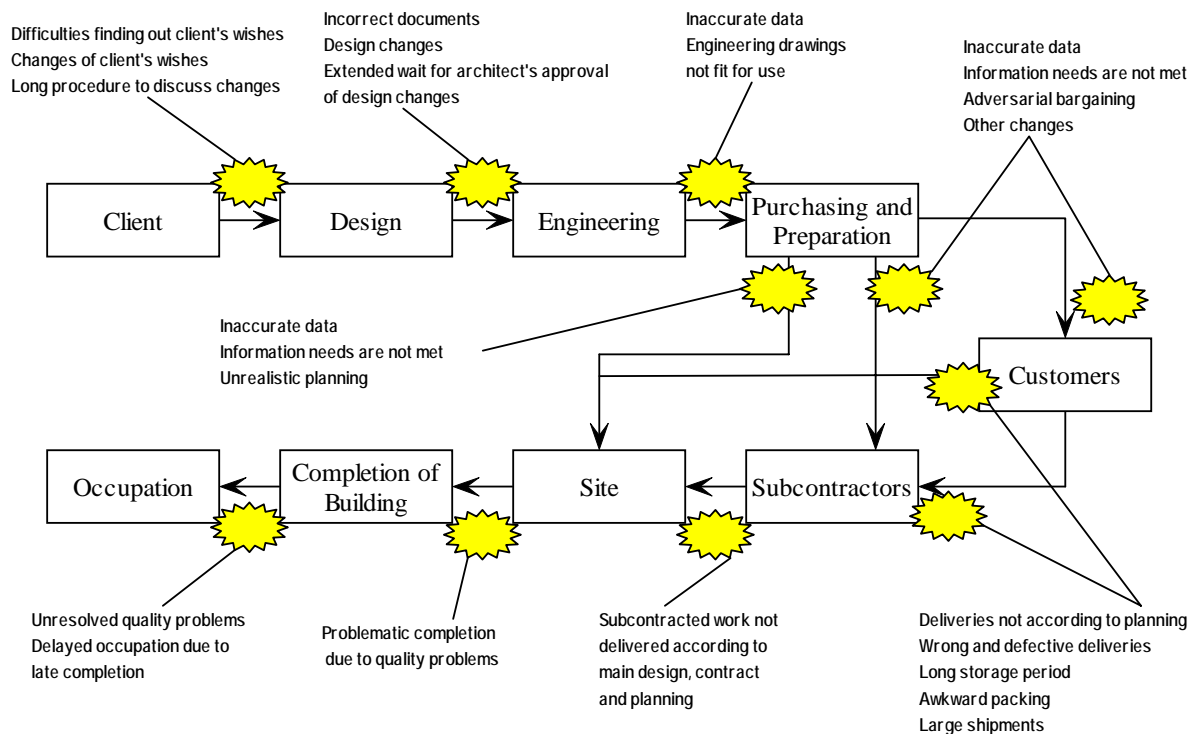 Difficulties finding out client's wishes
Changes of client's wishes
Long procedure to discuss changes
Incorrect documents
Design changes
Extended wait for architect's approval
of design changes
Inaccurate data
Engineering drawings
not fit for use
Inaccurate data
Information needs are not met
Adversarial bargaining
Other changes
Client
Design
Engineering
Purchasing and
Preparation
Inaccurate data
Information needs are not met
Unrealistic planning
Customers
Occupation
Completion of
Building
Site
Subcontractors
Unresolved quality problems
Delayed occupation due to
late completion
Problematic completion
due to quality problems
Subcontracted work not
delivered according to
main design, contract
and planning
Deliveries not according to planning
Wrong and defective deliveries
Long storage period
Awkward packing
Large shipments